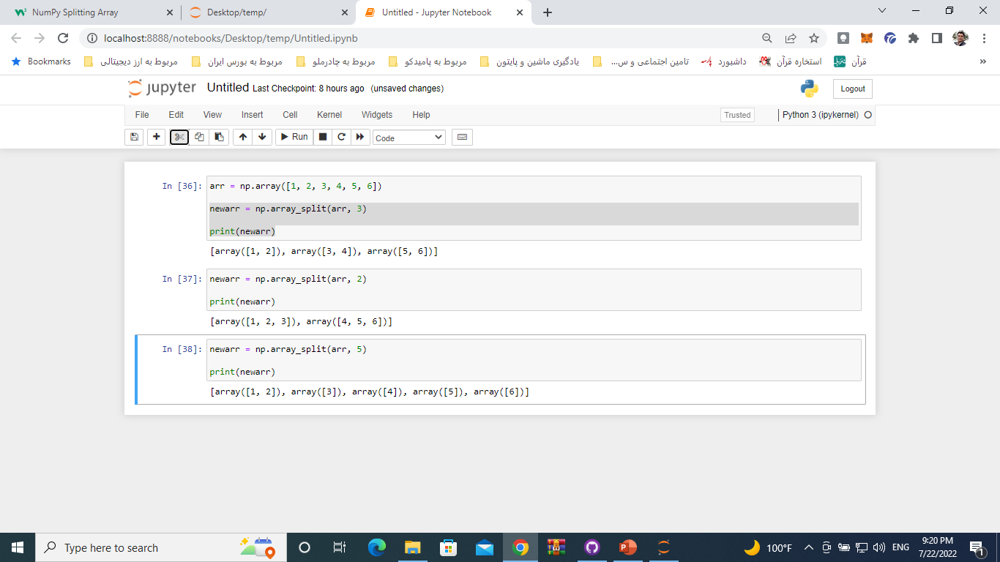 NumPy Splitting Array
Desktop/temp/
Untitled - Jupyter Notebook
localhost:8888/notebooks/Desktop/temp/Untitled.ipynb
Bookmarks
مربوط به ارز دیجیتالی
مربوط به بورس ایران
مربوط به چادرملو
مربوط به پامیدکو
یادگیری ماشین و پایتون
تامین اجتماعی و س...
داشبورد
استخاره قرآن
قرآن
»
jupyter Untitled Last Checkpoint: 8 hours ago (unsaved changes)
Logout
File Edit View Insert Cell Kernel Widgets Help
Trusted
Python 3 (ipykernel)
Run
Code
In [36]: arr = np.array([1, 2, 3, 4, 5, 6])
newarr = np.array_split(arr, 3)
print(newarr)
[array([1, 2]), array([3, 4]), array([5, 6])]
In [37]: newarr = np.array_split(arr, 2)
print(newarr)
[array([1, 2, 3]), array([4, 5, 6])]
In [38]: newarr = np.array_split(arr, 5)
print(newarr)
[array([1, 2]), array([3]), array([4]), array([5]), array([6])]
Type here to search
100°F
ENG
9:20 PM
7/22/2022
1